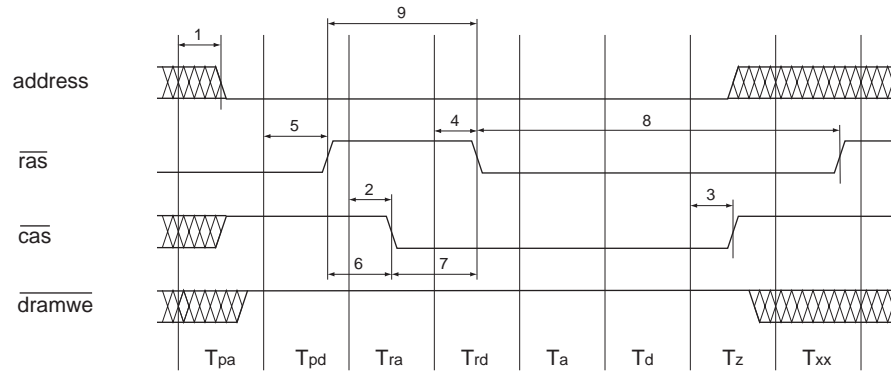 1 9
address
5 4 8
ras
2 3
cas
6 7
dramwe
Tpa Tpd Tra Trd Ta Td Tz Txx